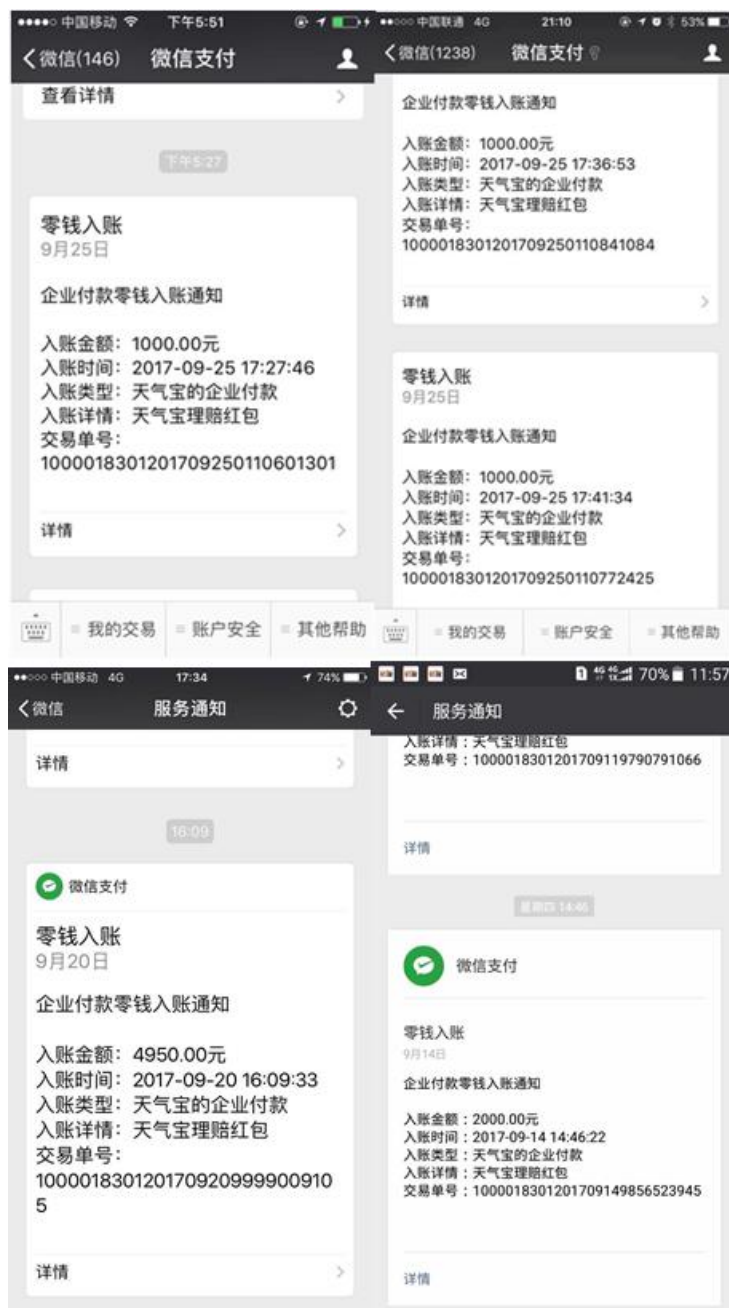 中国移动 下午5:51
微信(146) 微信支付
查看详情
下午5:27
零钱入账
9月25日
企业付款零钱入账通知
入账金额：1000.00元
入账时间：2017-09-25 17:27:46
入账类型：天气宝的企业付款
入账详情：天气宝理赔红包
交易单号：
1000018301201709250110601301
详情
我的交易 账户安全 其他帮助
中国联通 4G 21:10 53%
微信(1238) 微信支付
企业付款零钱入账通知
入账金额：1000.00元
入账时间：2017-09-25 17:36:53
入账类型：天气宝的企业付款
入账详情：天气宝理赔红包
交易单号：
1000018301201709250110841084
详情
零钱入账
9月25日
企业付款零钱入账通知
入账金额：1000.00元
入账时间：2017-09-25 17:41:34
入账类型：天气宝的企业付款
入账详情：天气宝理赔红包
交易单号：
1000018301201709250110772425
我的交易 账户安全 其他帮助
中国移动 4G 17:34 74%
微信 服务通知
详情
16:09
微信支付
零钱入账
9月20日
企业付款零钱入账通知
入账金额：4950.00元
入账时间：2017-09-20 16:09:33
入账类型：天气宝的企业付款
入账详情：天气宝理赔红包
交易单号：
100001830120170920999900910
5
详情
70% 11:57
服务通知
入账详情：天气宝理赔红包
交易单号：1000018301201709119790791066
详情
星期四 14:46
微信支付
零钱入账
9月14日
企业付款零钱入账通知
入账金额：2000.00元
入账时间：2017-09-14 14:46:22
入账类型：天气宝的企业付款
入账详情：天气宝理赔红包
交易单号：1000018301201709149856523945
详情